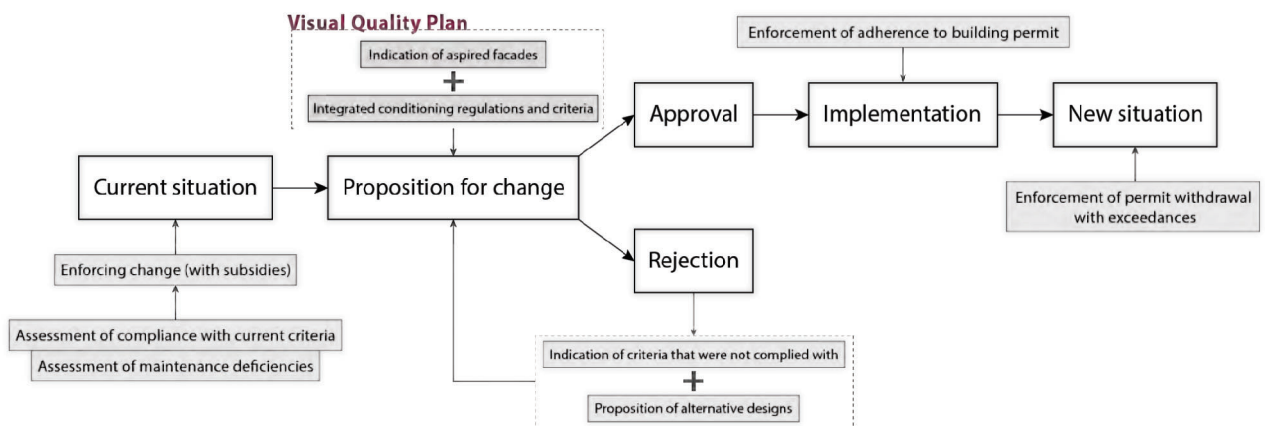 Visual Quality Plan
Indication of aspired facades
+
Integrated conditioning regulations and criteria
Enforcement of adherence to building permit
Current situation
Proposition for change
Approval
Implementation
New situation
Rejection
Enforcement of permit withdrawal
with exceedances
Enforcing change (with subsidies)
Assessment of compliance with current criteria
Assessment of maintenance deficiencies
Indication of criteria that were not complied with
+
Proposition of alternative designs